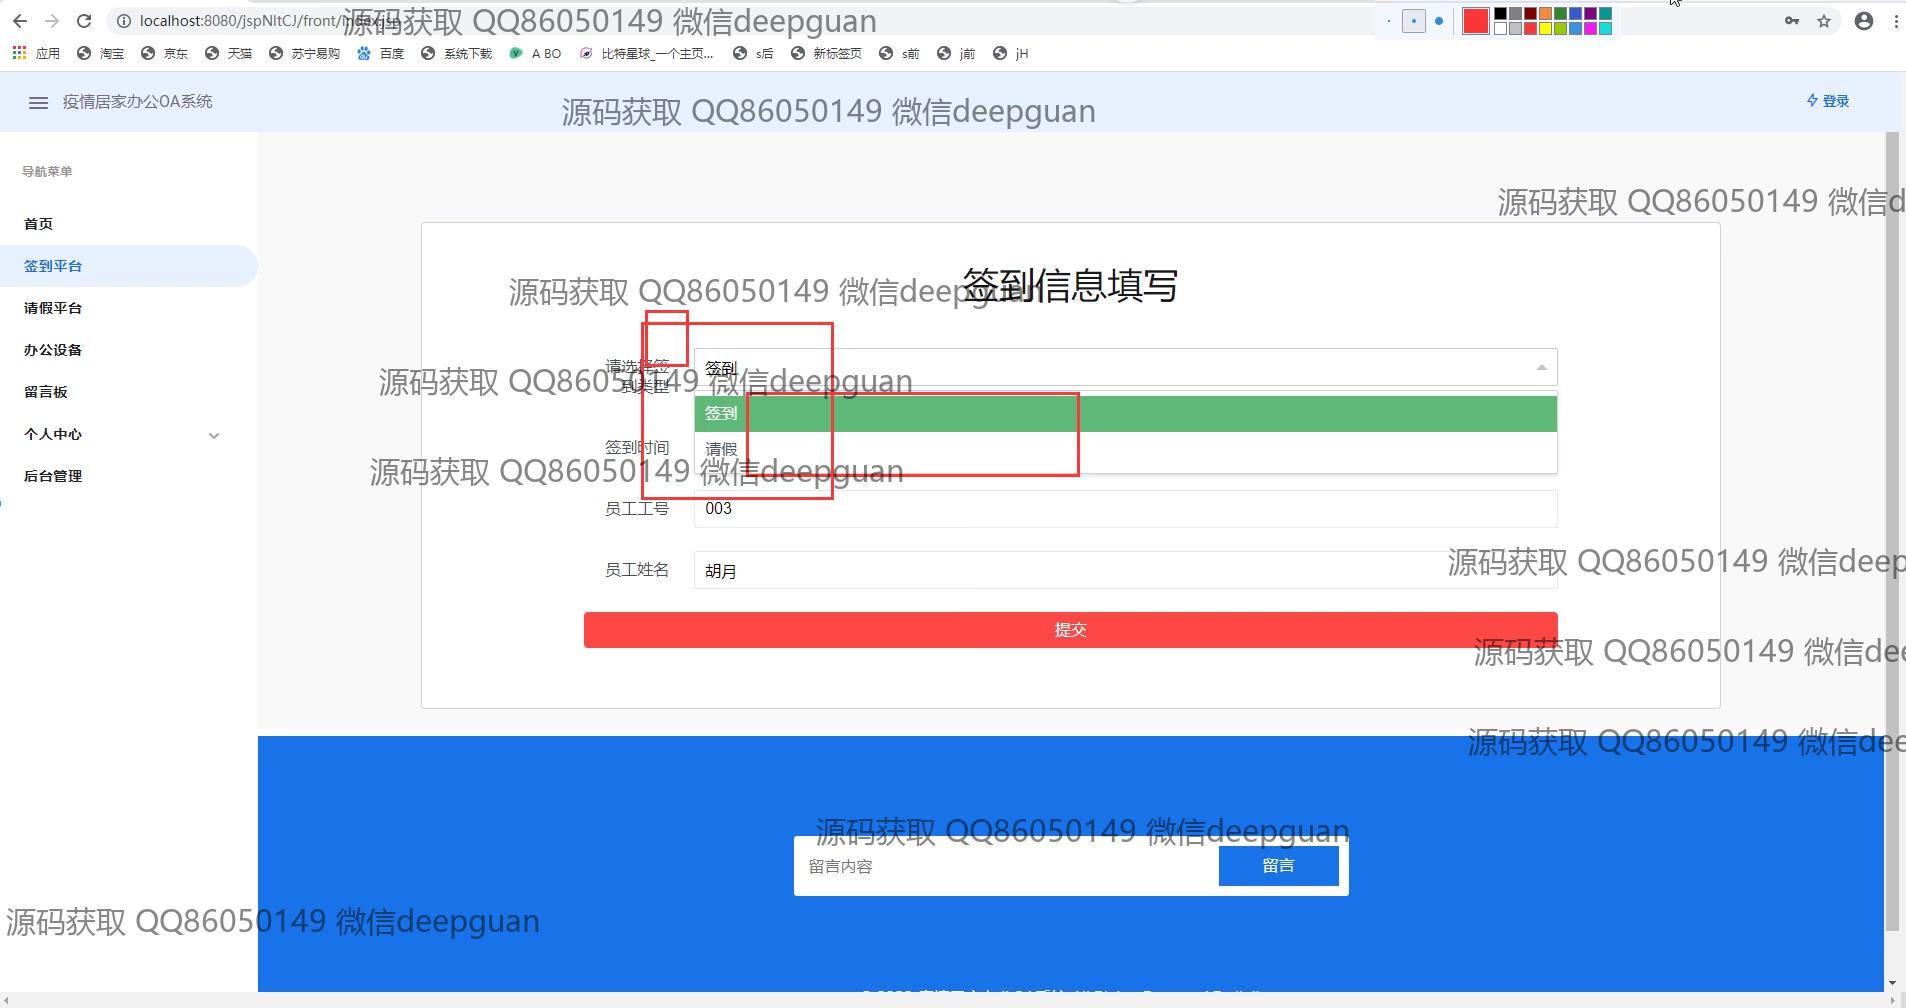 localhost:8080/jspNltCJ/front/index.jsp
源码获取 QQ86050149 微信deepguan
应用 淘宝 京东 天猫 苏宁易购 百度 系统下载 A BO 比特星球_一个主页... s后 新标签页 s前 j前 jH
疫情居家办公OA系统
源码获取 QQ86050149 微信deepguan
登录
导航菜单
源码获取 QQ86050149 微信d
首页
签到平台
请假平台
办公设备
留言板
个人中心
后台管理
签到信息填写
源码获取 QQ86050149 微信deepguan
请选择签
到类型
签到
源码获取 QQ86050149 微信deepguan
签到
签到时间
请假
源码获取 QQ86050149 微信deepguan
员工工号
003
员工姓名
胡月
源码获取 QQ86050149 微信deep
提交
源码获取 QQ86050149 微信dee
源码获取 QQ86050149 微信dee
源码获取 QQ86050149 微信deepguan
留言内容
留言
源码获取 QQ86050149 微信deepguan